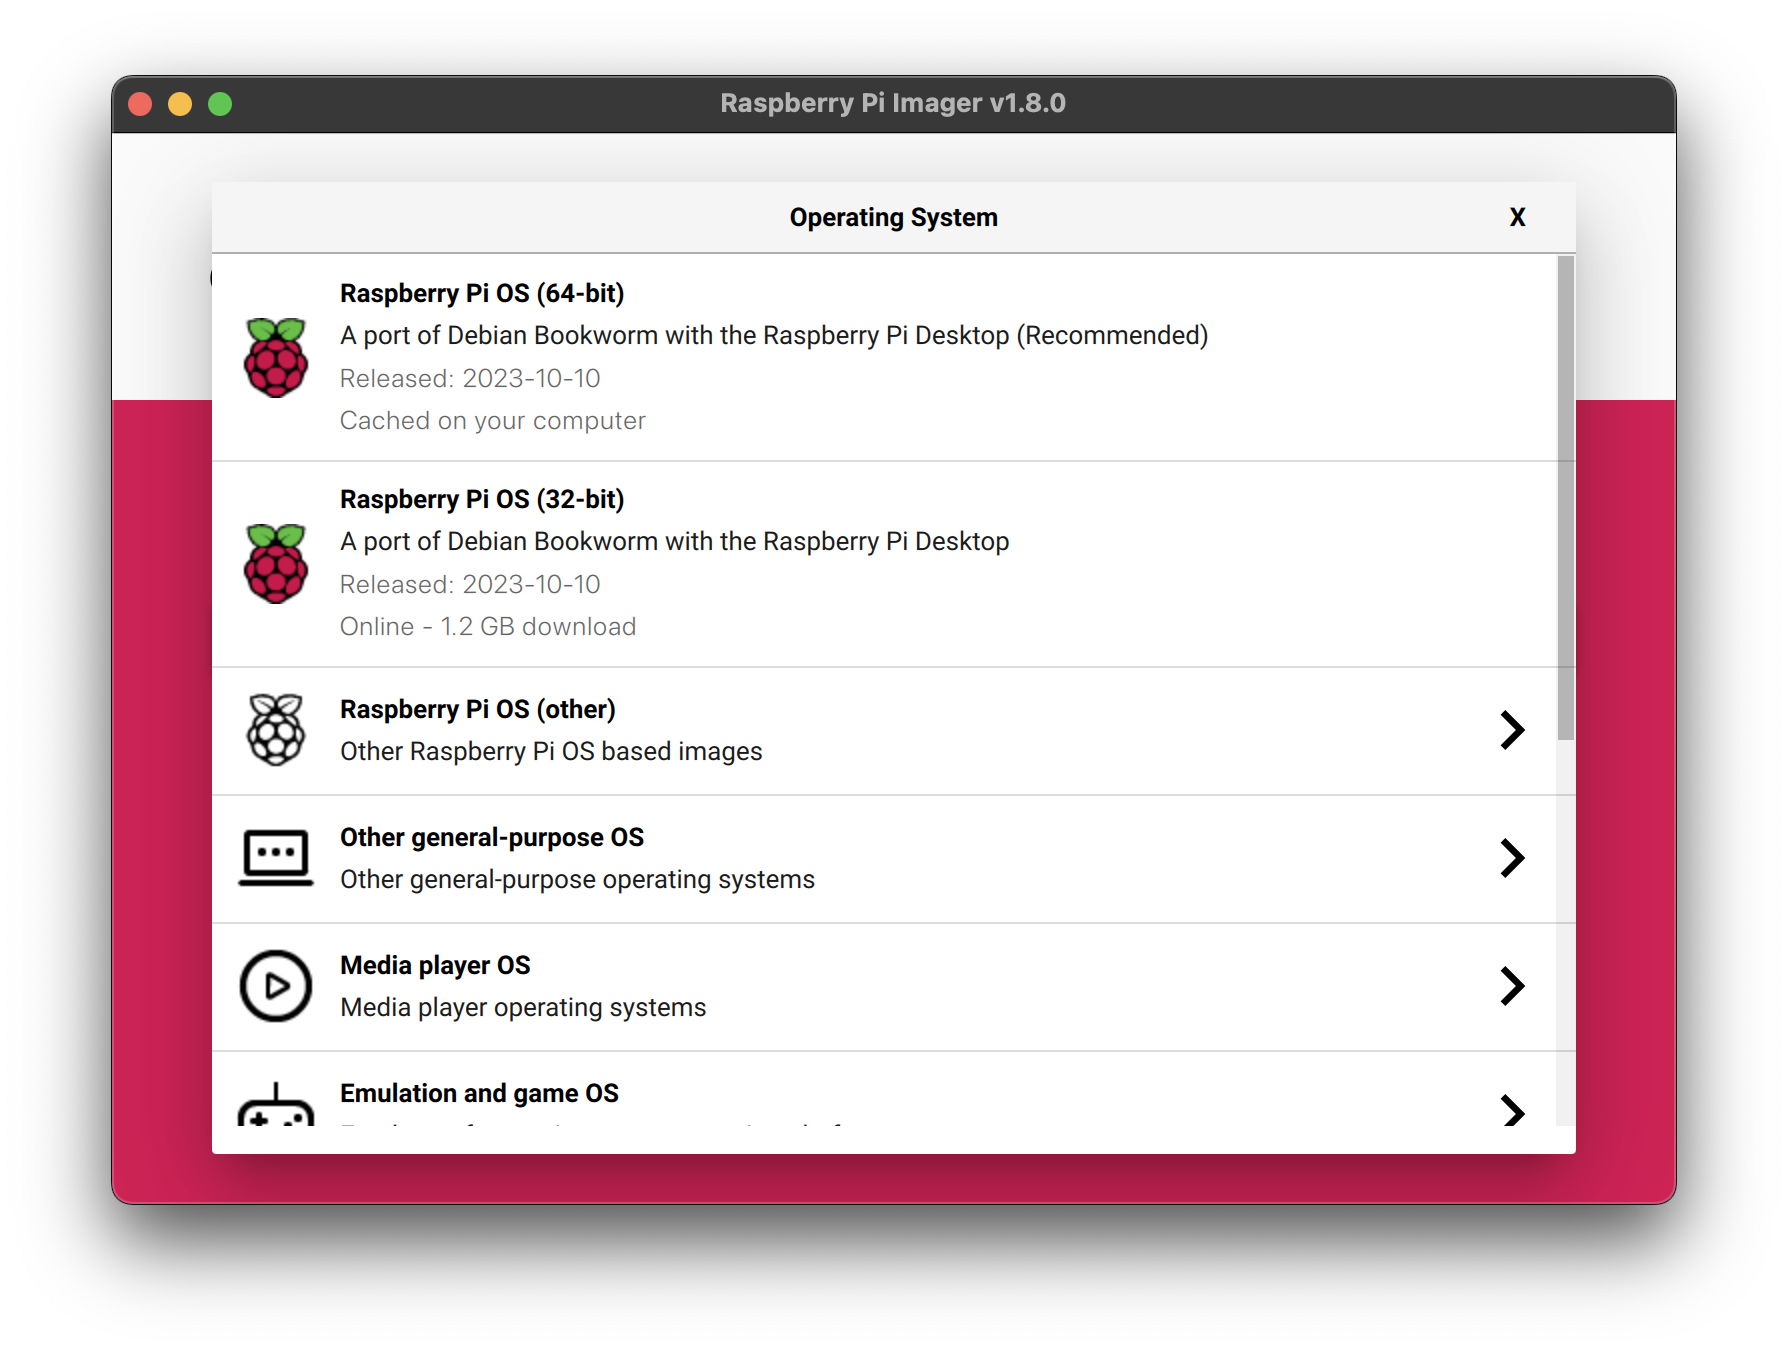 Raspberry Pi Imager v1.8.0
Operating System
X
Raspberry Pi OS (64-bit)
A port of Debian Bookworm with the Raspberry Pi Desktop (Recommended)
Released: 2023-10-10
Cached on your computer
Raspberry Pi OS (32-bit)
A port of Debian Bookworm with the Raspberry Pi Desktop
Released: 2023-10-10
Online - 1.2 GB download
Raspberry Pi OS (other)
Other Raspberry Pi OS based images
Other general-purpose OS
Other general-purpose operating systems
Media player OS
Media player operating systems
Emulation and game OS